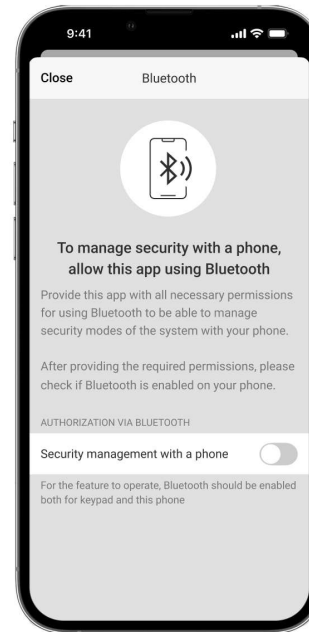 9:41
Close
Bluetooth
To manage security with a phone,
allow this app using Bluetooth
Provide this app with all necessary permissions
for using Bluetooth to be able to manage
security modes of the system with your phone.
After providing the required permissions, please
check if Bluetooth is enabled on your phone.
AUTHORIZATION VIA BLUETOOTH
Security management with a phone
For the feature to operate, Bluetooth should be enabled
both for keypad and this phone